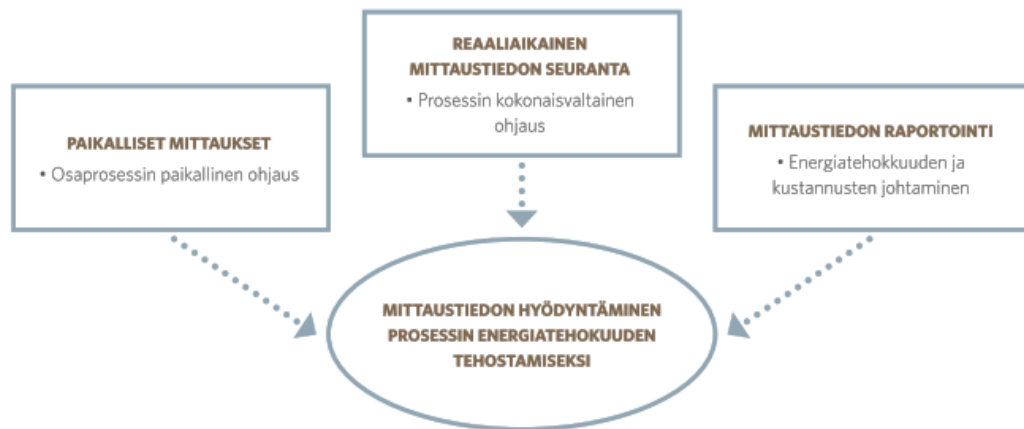 REAALIAIKAINEN
MITTAUSTIEDON SEURANTA
• Prosessin kokonaisvaltainen
ohjaus
PAIKALLISET MITTAUKSET
• Osaprosessin paikallinen ohjaus
MITTAUSTIEDON RAPORTOINTI
• Energiatehokkuuden ja
kustannusten johtaminen
MITTAUSTIEDON HYÖDYNTÄMINEN
PROSESSIN ENERGIATEHOKUUDEN
TEHOSTAMISEKSI